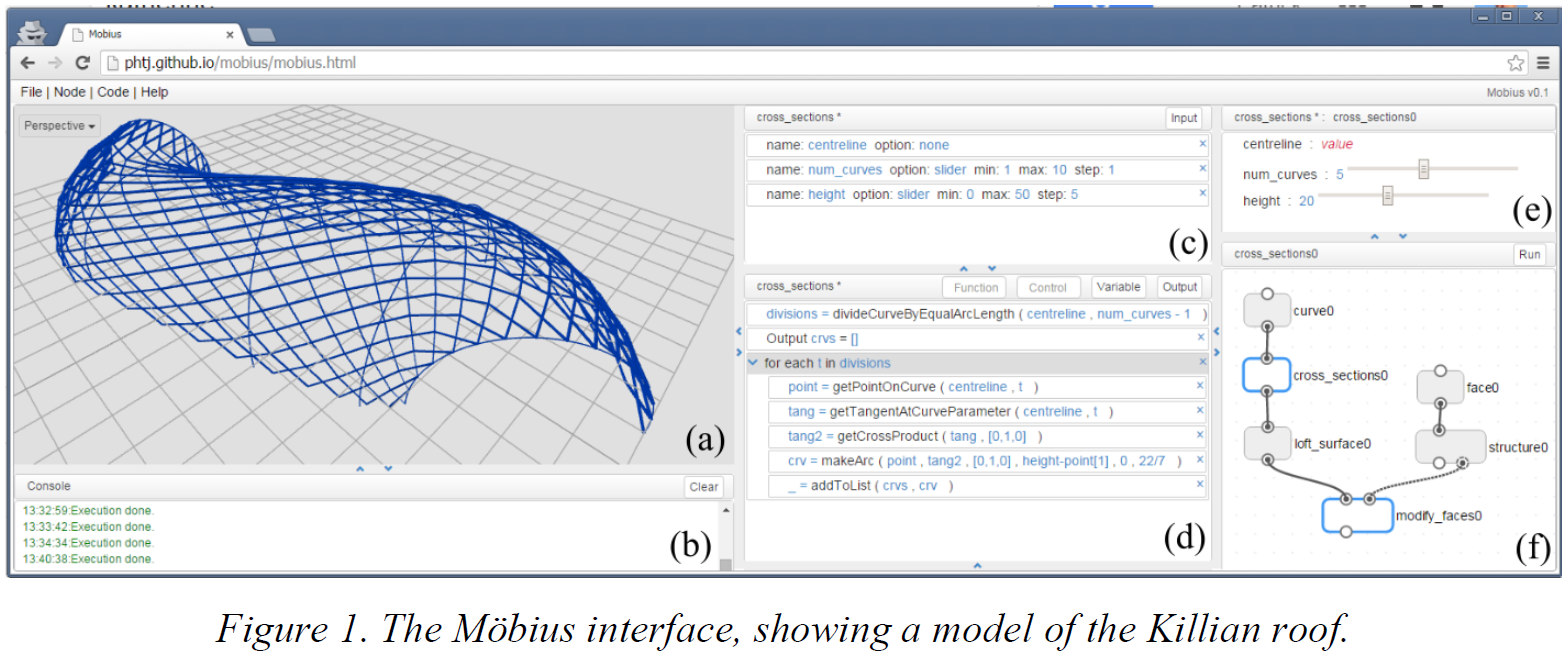 Mobius
phtj.github.io/mobius/mobius.html
File | Node | Code | Help
Mobius v0.1
Perspective
(a)
Console
Clear
13:32:59:Execution done.
13:33:42:Execution done.
13:34:34:Execution done.
13:40:38:Execution done.
(b)
cross_sections *
Input
name: centreline option: none
name: num_curves option: slider min: 1 max: 10 step: 1
name: height option: slider min: 0 max: 50 step: 5
(c)
cross_sections *
Function
Control
Variable
Output
divisions = divideCurveByEqualArcLength ( centreline , num_curves - 1 )
Output crvs = []
for each t in divisions
point = getPointOnCurve ( centreline , t )
tang = getTangentAtCurveParameter ( centreline , t )
tang2 = getCrossProduct ( tang , [0,1,0] )
crv = makeArc ( point , tang2 , [0,1,0] , height-point[1] , 0 , 22/7 )
_ = addToList ( crvs , crv )
(d)
cross_sections * : cross_sections0
centreline : value
num_curves : 5
height : 20
(e)
cross_sections0
Run
curve0
cross_sections0
face0
loft_surface0
structure0
modify_faces0
(f)
Figure 1. The Möbius interface, showing a model of the Killian roof.